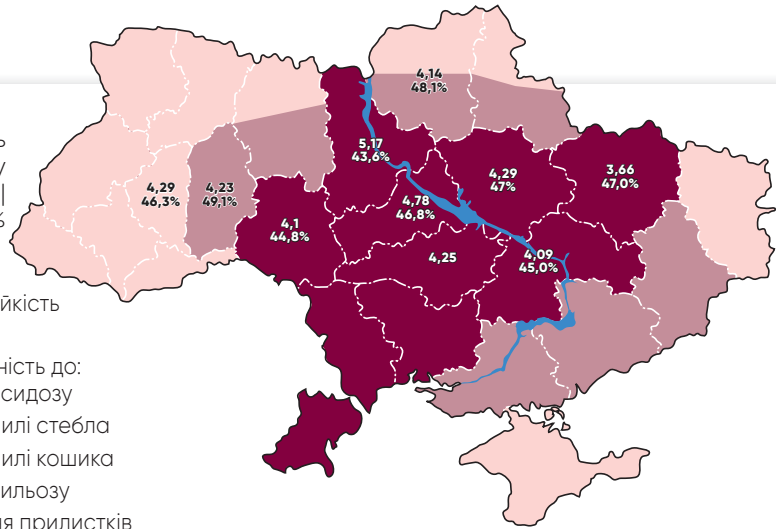 ь
у
|
%
йкість
ність до:
сидозу
илі стебла
илі кошика
ильозу
ня прилистків
4,14
48,1%
5,17
43,6%
4,29
47%
3,66
47,0%
4,29
46,3%
4,23
49,1%
4,78
46,8%
4,1
44,8%
4,25
4,09
45,0%